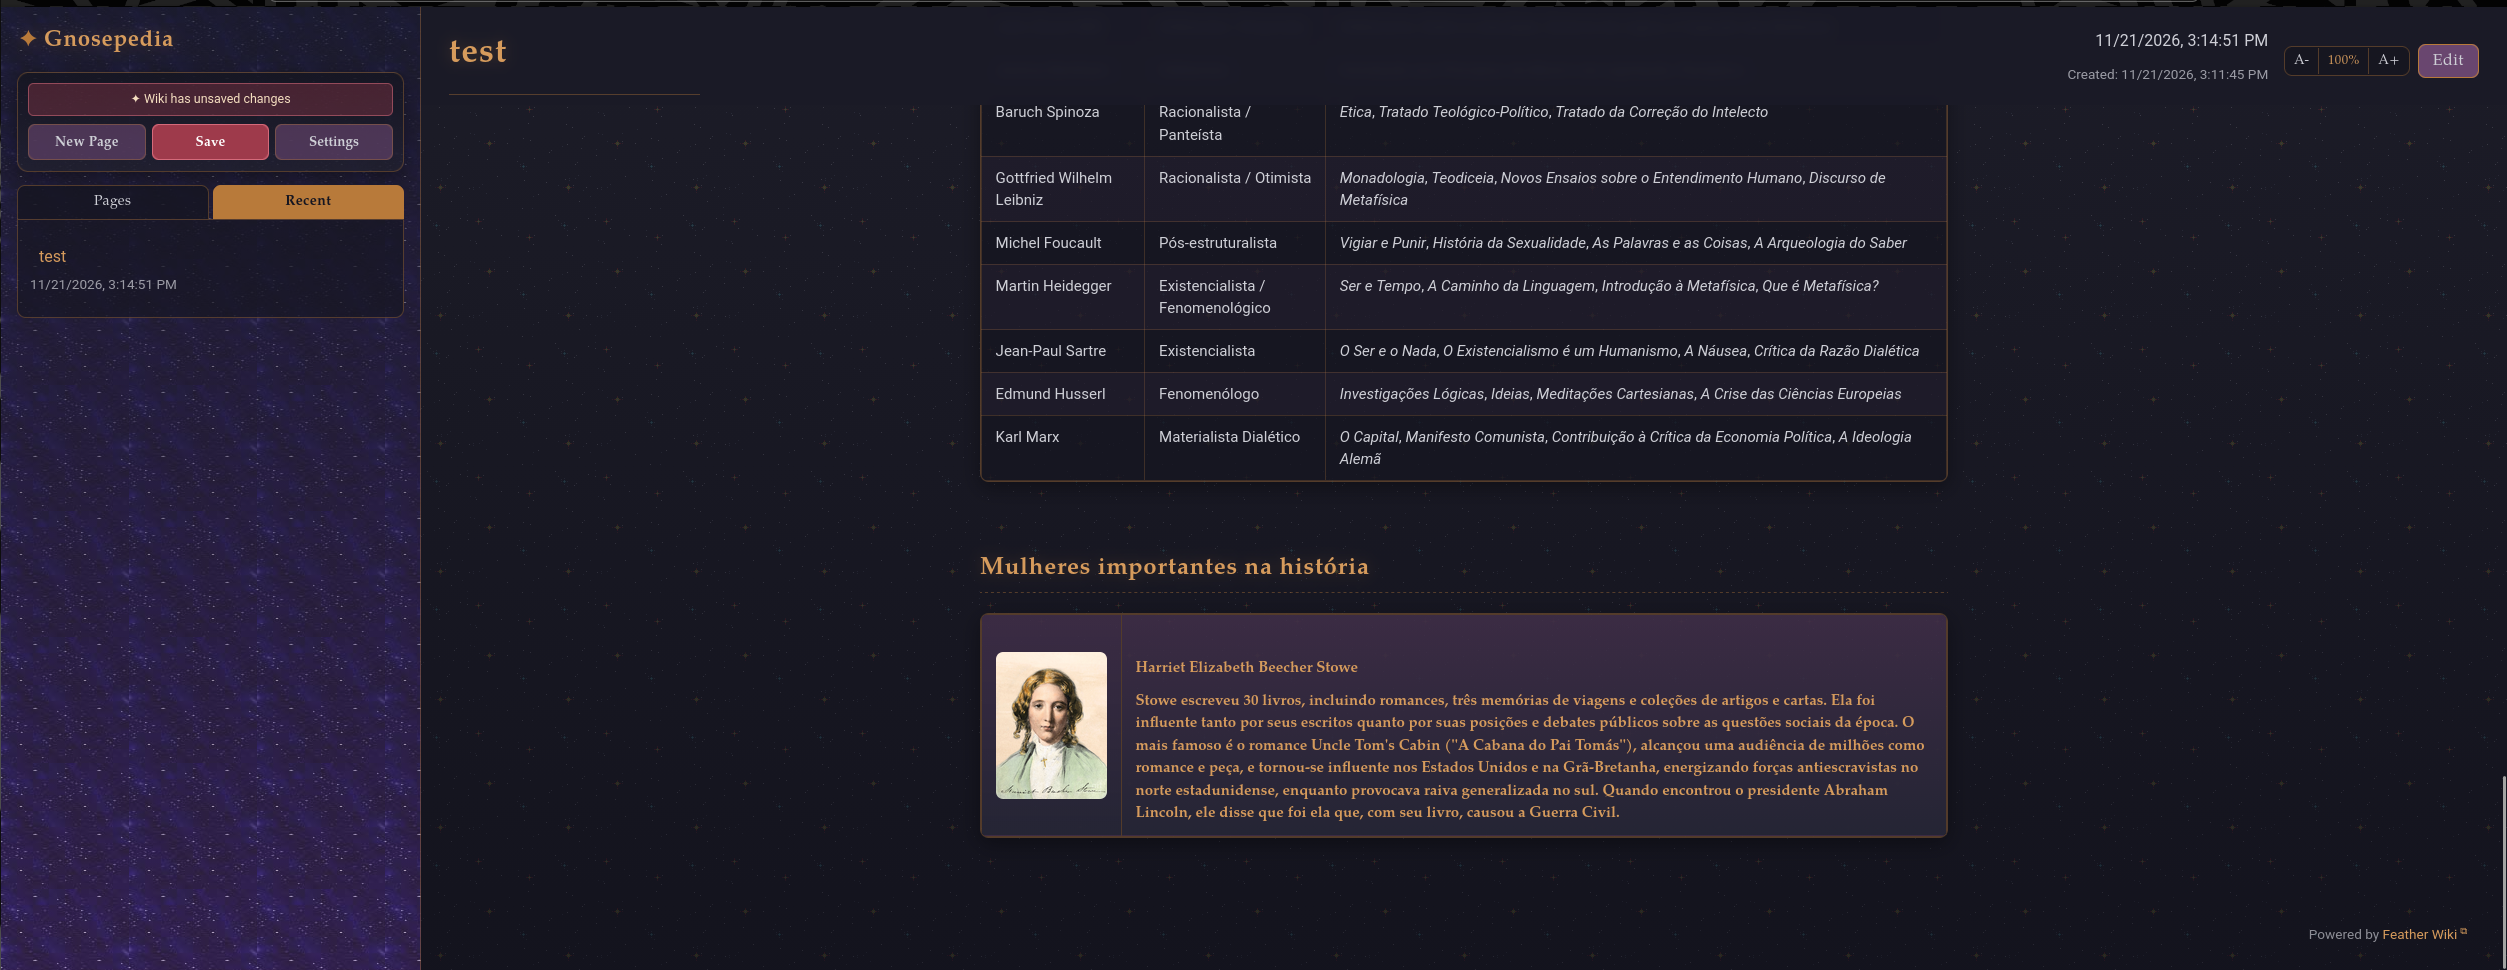 ✦ Gnosepedia
✦ Wiki has unsaved changes
New Page
Save
Settings
Pages
Recent
test
11/21/2026, 3:14:51 PM
test
11/21/2026, 3:14:51 PM
Created: 11/21/2026, 3:11:45 PM
A-
100%
A+
Edit
Baruch Spinoza
Racionalista /
Panteísta
Ética, Tratado Teológico-Político, Tratado da Correção do Intelecto
Gottfried Wilhelm
Leibniz
Racionalista / Otimista
Monadologia, Teodiceia, Novos Ensaios sobre o Entendimento Humano, Discurso de
Metafísica
Michel Foucault
Pós-estruturalista
Vigiar e Punir, História da Sexualidade, As Palavras e as Coisas, A Arqueologia do Saber
Martin Heidegger
Existencialista /
Fenomenológico
Ser e Tempo, A Caminho da Linguagem, Introdução à Metafísica, Que é Metafísica?
Jean-Paul Sartre
Existencialista
O Ser e o Nada, O Existencialismo é um Humanismo, A Náusea, Crítica da Razão Dialética
Edmund Husserl
Fenomenólogo
Investigações Lógicas, Ideias, Meditações Cartesianas, A Crise das Ciências Europeias
Karl Marx
Materialista Dialético
O Capital, Manifesto Comunista, Contribuição à Crítica da Economia Política, A Ideologia
Alemã
Mulheres importantes na história
Harriet Elizabeth Beecher Stowe
Stowe escreveu 30 livros, incluindo romances, três memórias de viagens e coleções de artigos e cartas. Ela foi
influente tanto por seus escritos quanto por suas posições e debates públicos sobre as questões sociais da época. O
mais famoso é o romance Uncle Tom's Cabin ("A Cabana do Pai Tomás"), alcançou uma audiência de milhões como
romance e peça, e tornou-se influente nos Estados Unidos e na Grã-Bretanha, energizando forças antiescravistas no
norte estadunidense, enquanto provocava raiva generalizada no sul. Quando encontrou o presidente Abraham
Lincoln, ele disse que foi ela que, com seu livro, causou a Guerra Civil.
Powered by Feather Wiki